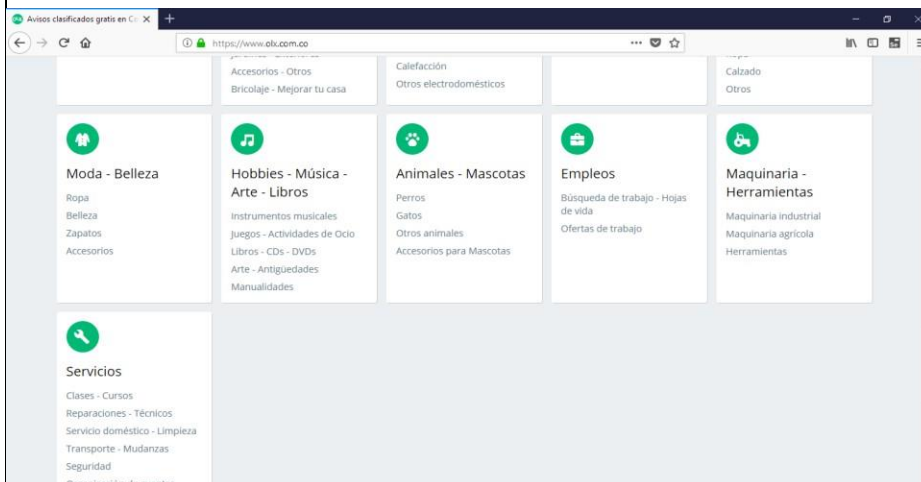 Avisos clasificados gratis en Co
https://www.olx.com.co
Accesorios - Otros
Bricolaje - Mejorar tu casa
Calefacción
Otros electrodomésticos
Ropa
Calzado
Otros
Moda - Belleza
Ropa
Belleza
Zapatos
Accesorios
Hobbies - Música -
Arte - Libros
Instrumentos musicales
Juegos - Actividades de Ocio
Libros - CDs - DVDs
Arte - Antigüedades
Manualidades
Animales - Mascotas
Perros
Gatos
Otros animales
Accesorios para Mascotas
Empleos
Búsqueda de trabajo - Hojas
de vida
Ofertas de trabajo
Maquinaria -
Herramientas
Maquinaria industrial
Maquinaria agrícola
Herramientas
Servicios
Clases - Cursos
Reparaciones - Técnicos
Servicio doméstico - Limpieza
Transporte - Mudanzas
Seguridad